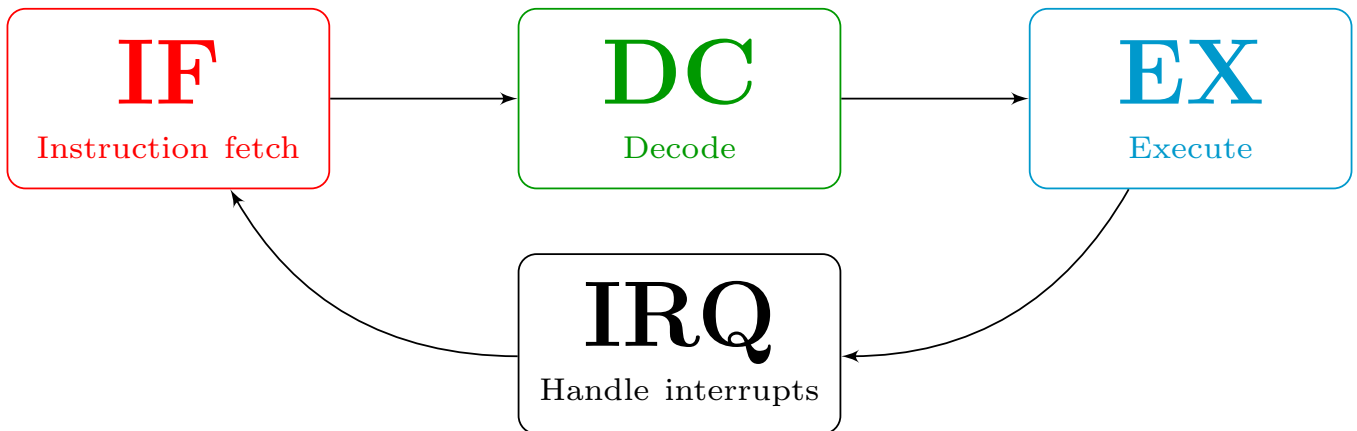 IF
Instruction fetch
DC
Decode
EX
Execute
IRQ
Handle interrupts